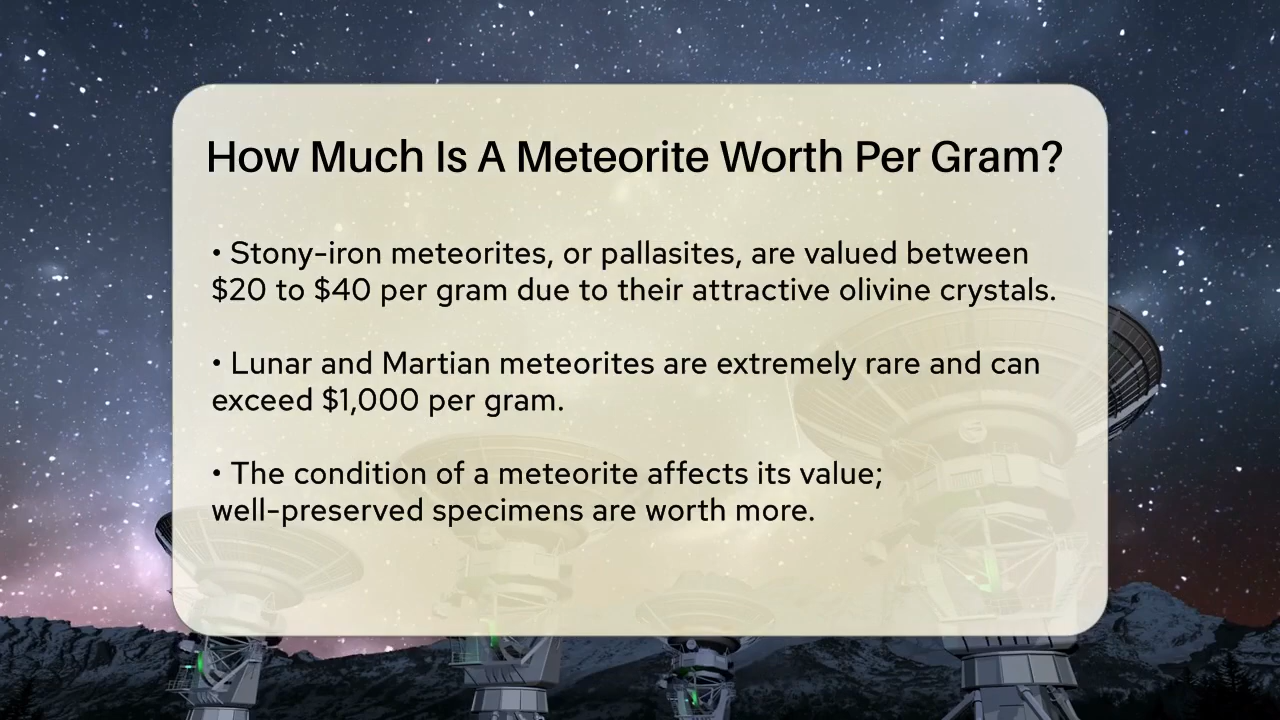 How Much Is A Meteorite Worth Per Gram?
• Stony-iron meteorites, or pallasites, are valued between
$20 to $40 per gram due to their attractive olivine crystals.
• Lunar and Martian meteorites are extremely rare and can
exceed $1,000 per gram.
• The condition of a meteorite affects its value;
well-preserved specimens are worth more.